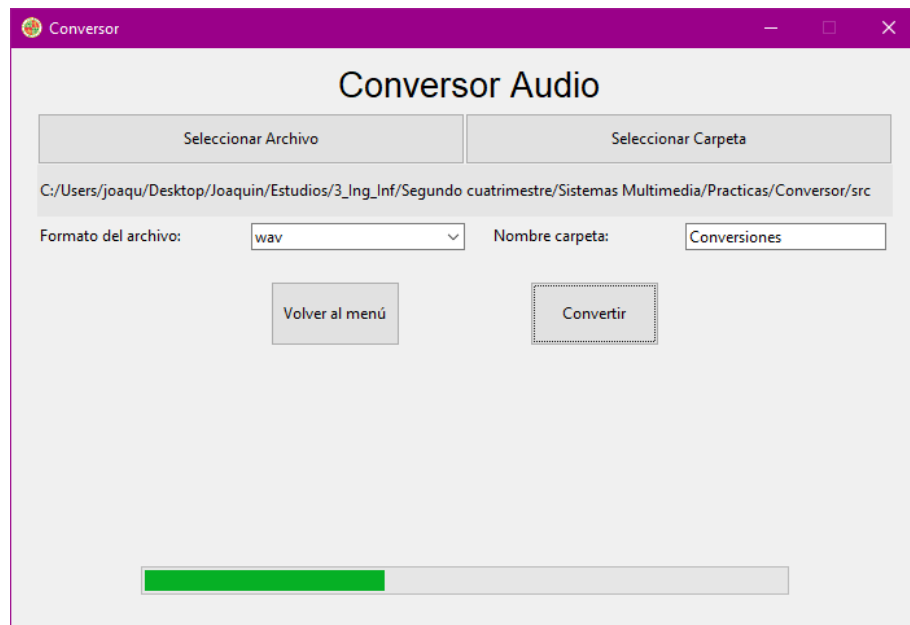 Conversor
Conversor Audio
Seleccionar Archivo Seleccionar Carpeta
C:/Users/joaqu/Desktop/Joaquin/Estudios/3_Ing_Inf/Segundo cuatrimestre/Sistemas Multimedia/Practicas/Conversor/src
Formato del archivo: wav Nombre carpeta: Conversiones
Volver al menú Convertir